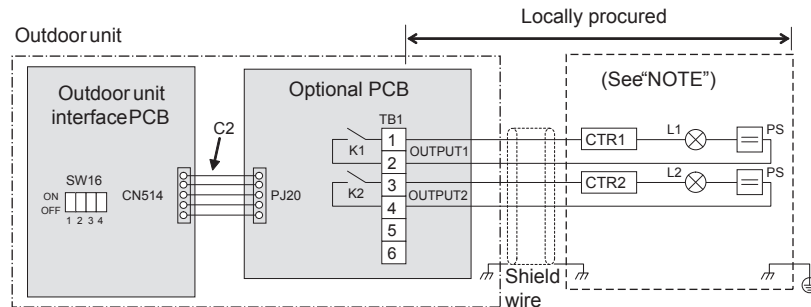 Locally procured
Outdoor unit
Outdoor unit
interface PCB
Optional PCB
(See "NOTE")
C2
TB1
SW16
ON
OFF
1 2 3 4
CN514
PJ20
K1
K2
1
2
3
4
5
6
OUTPUT1
OUTPUT2
CTR1
L1
PS
CTR2
L2
PS
Shield
wire